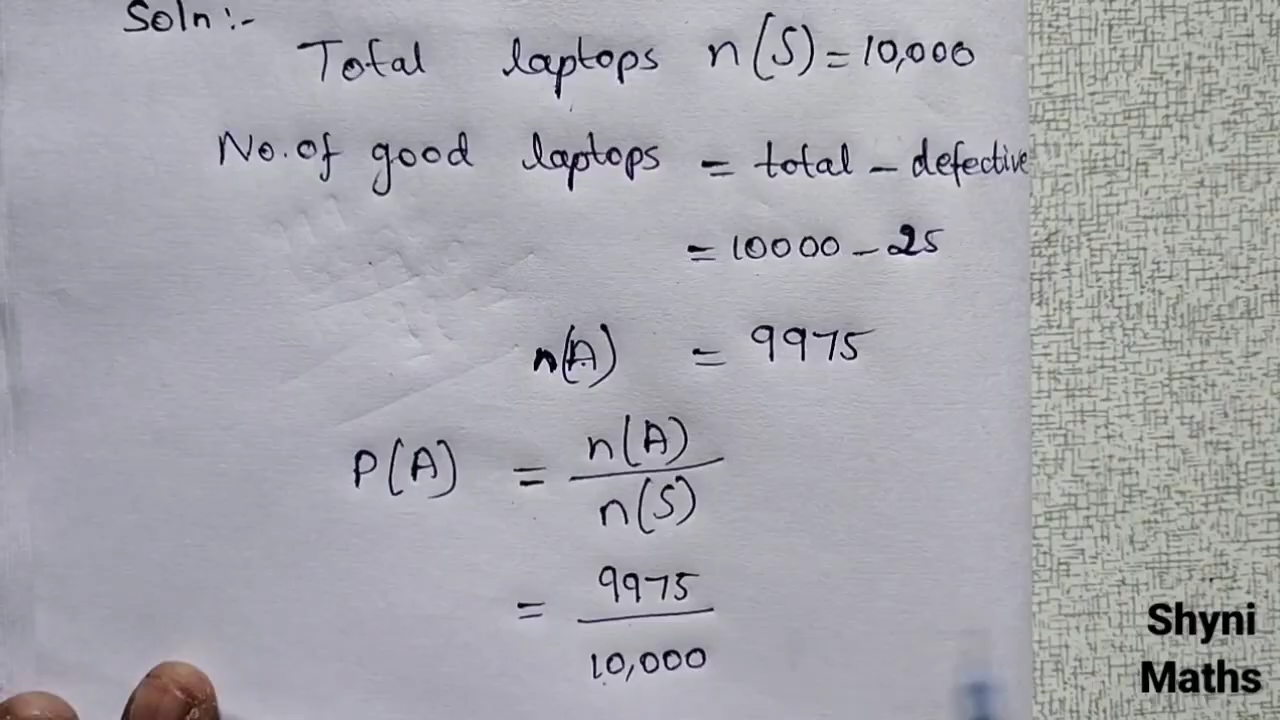 Soln :-
Total laptops n(S) = 10,000
No. of good laptops = total - defective
= 10000 - 25
n(A) = 9975
P(A) = n(A)
n(S)
= 9975
10,000
Shyni
Maths